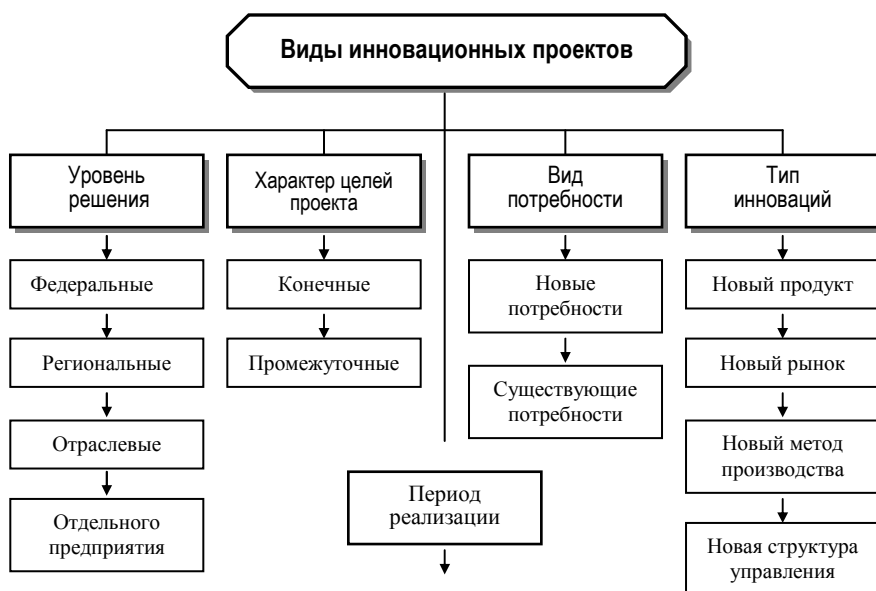 Виды инновационных проектов
Уровень
решения
Федеральные
Региональные
Отраслевые
Отдельного
предприятия
Характер целей
проекта
Конечные
Промежуточные
Период
реализации
Вид
потребности
Новые
потребности
Существующие
потребности
Тип
инноваций
Новый продукт
Новый рынок
Новый метод
производства
Новая структура
управления